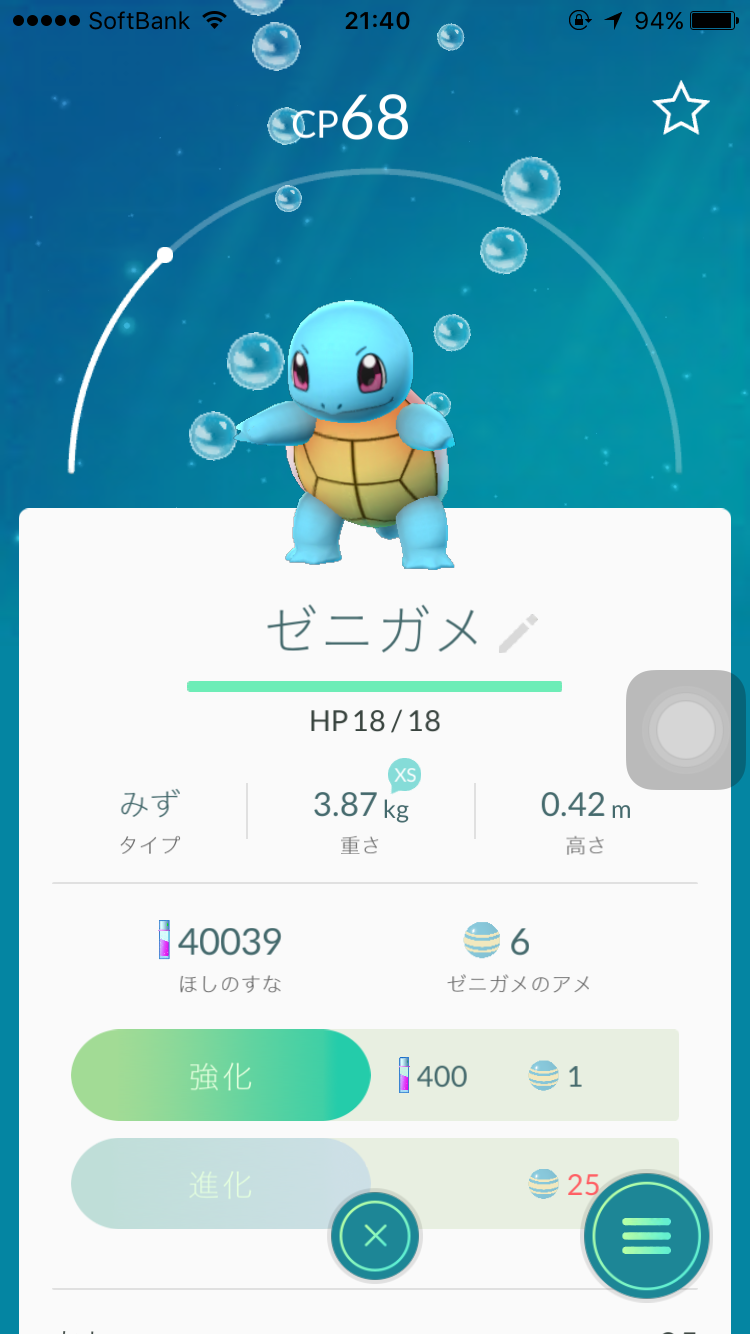 SoftBank 21:40 94%
CP68
ゼニガメ
HP 18 / 18
XS
みず 3.87 kg 0.42 m
タイプ 重さ 高さ
40039 6
ほしのすな ゼニガメのアメ
強化 400 1
進化 25